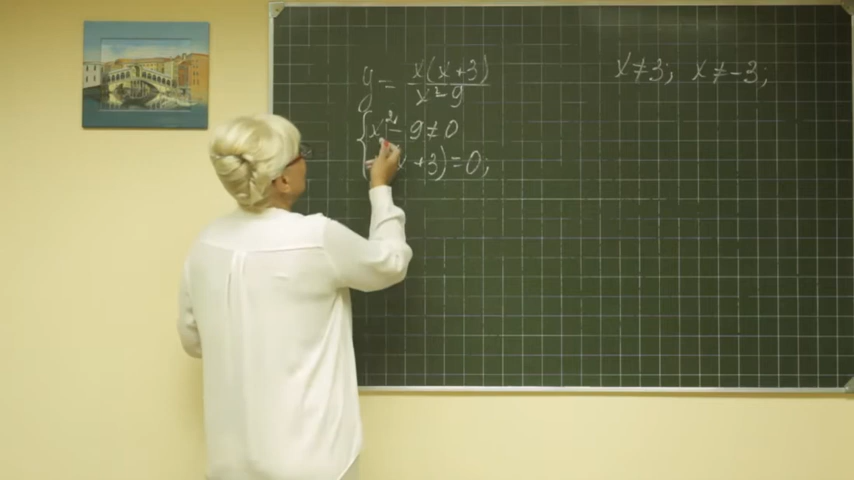 y = x(x+3) / x²-9
x≠3; x≠-3;
{ x²-9≠0
x+3)=0;